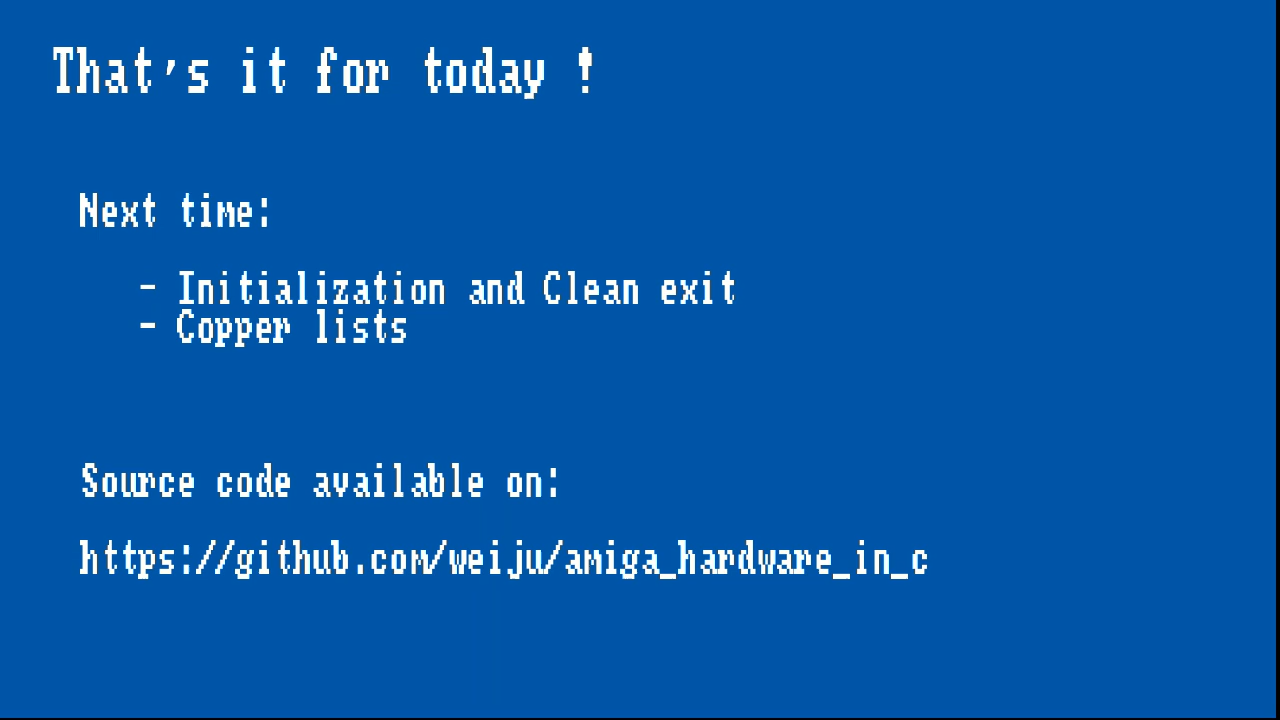 That's it for today !
Next time:
- Initialization and Clean exit
- Copper lists
Source code available on:
https://github.com/weiju/amiga_hardware_in_c